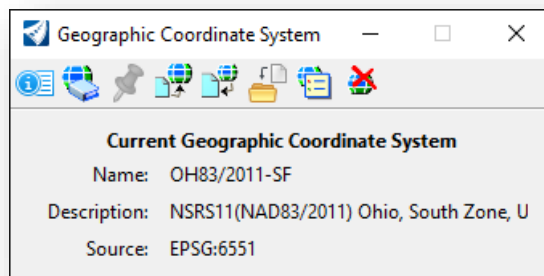 Geographic Coordinate System
Current Geographic Coordinate System
Name: OH83/2011-SF
Description: NSRS11(NAD83/2011) Ohio, South Zone, U
Source: EPSG:6551